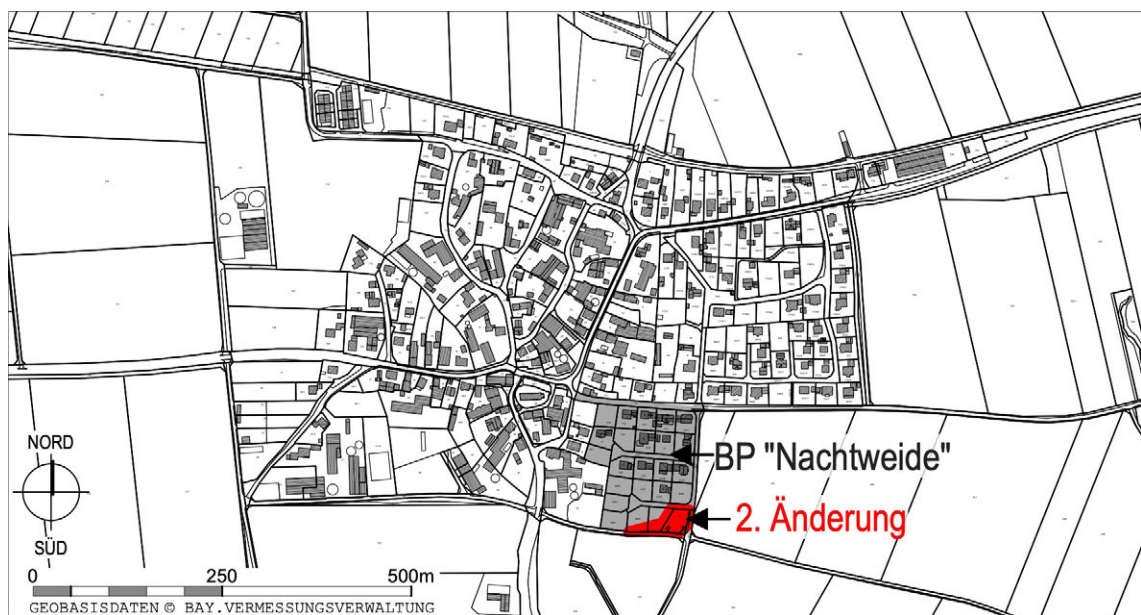 BP "Nachtweide"
NORD
2. Änderung
SÜD
0 250 500m
GEOBASISDATEN © BAY.VERMESSUNGSVERWALTUNG